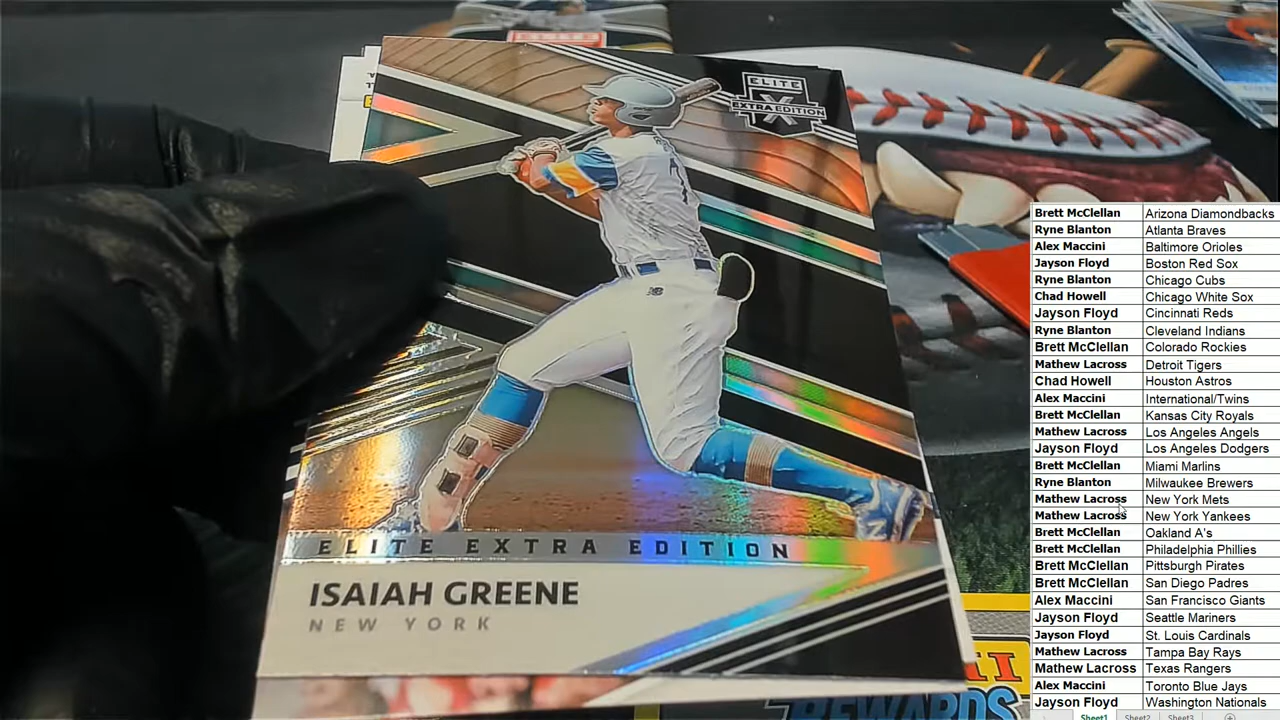 ELITE
EXTRA EDITION
ELITE EXTRA EDITION
ISAIAH GREENE
NEW YORK
REWARDS
Brett McClellan Arizona Diamondbacks
Ryne Blanton Atlanta Braves
Alex Maccini Baltimore Orioles
Jayson Floyd Boston Red Sox
Ryne Blanton Chicago Cubs
Chad Howell Chicago White Sox
Jayson Floyd Cincinnati Reds
Ryne Blanton Cleveland Indians
Brett McClellan Colorado Rockies
Mathew Lacross Detroit Tigers
Chad Howell Houston Astros
Alex Maccini International/Twins
Brett McClellan Kansas City Royals
Mathew Lacross Los Angeles Angels
Jayson Floyd Los Angeles Dodgers
Brett McClellan Miami Marlins
Ryne Blanton Milwaukee Brewers
Mathew Lacross New York Mets
Mathew Lacross New York Yankees
Brett McClellan Oakland A's
Brett McClellan Philadelphia Phillies
Brett McClellan Pittsburgh Pirates
Brett McClellan San Diego Padres
Alex Maccini San Francisco Giants
Jayson Floyd Seattle Mariners
Jayson Floyd St. Louis Cardinals
Mathew Lacross Tampa Bay Rays
Mathew Lacross Texas Rangers
Alex Maccini Toronto Blue Jays
Jayson Floyd Washington Nationals
Sheet1 Sheet2 Sheet3